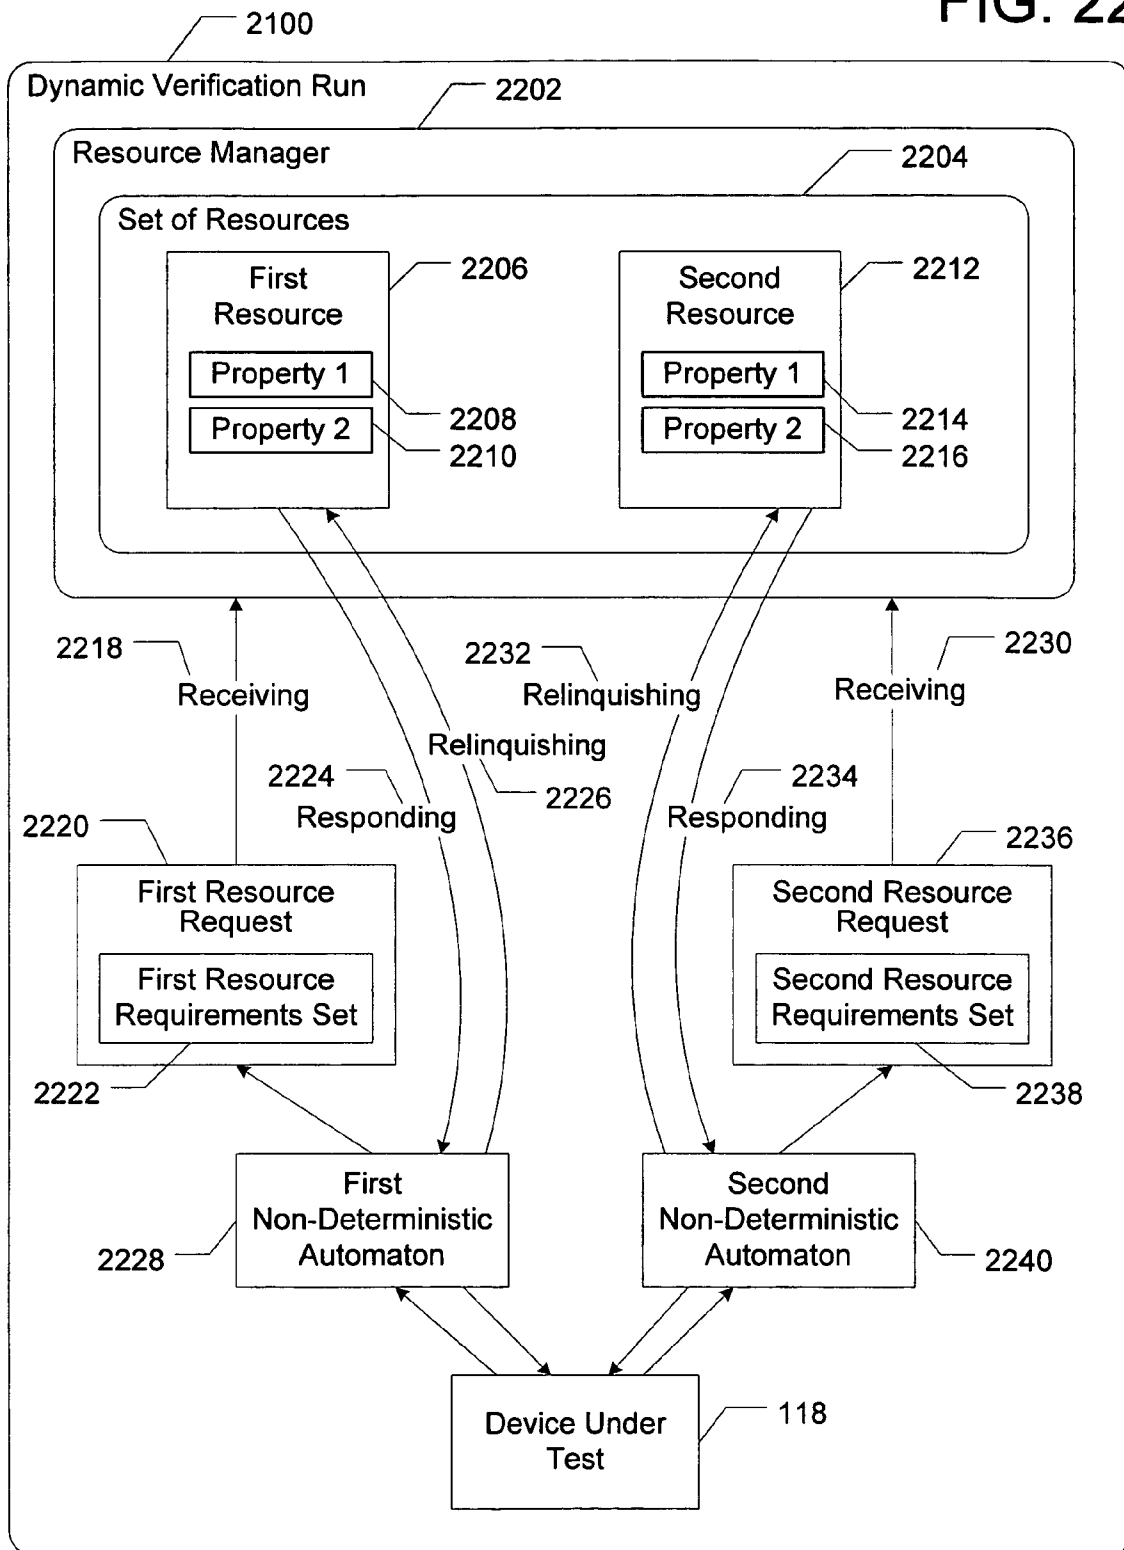 FIG. 22
2100
Dynamic Verification Run
2202
Resource Manager
2204
Set of Resources
2206
First
Resource
Property 1
2208
Property 2
2210
2212
Second
Resource
Property 1
2214
Property 2
2216
2218
Receiving
2232
Relinquishing
2230
Receiving
Relinquishing
2226
2224
Responding
2234
Responding
2220
First Resource
Request
First Resource
Requirements Set
2222
2236
Second Resource
Request
Second Resource
Requirements Set
2238
First
Non-Deterministic
Automaton
2228
Second
Non-Deterministic
Automaton
2240
Device Under
Test
118